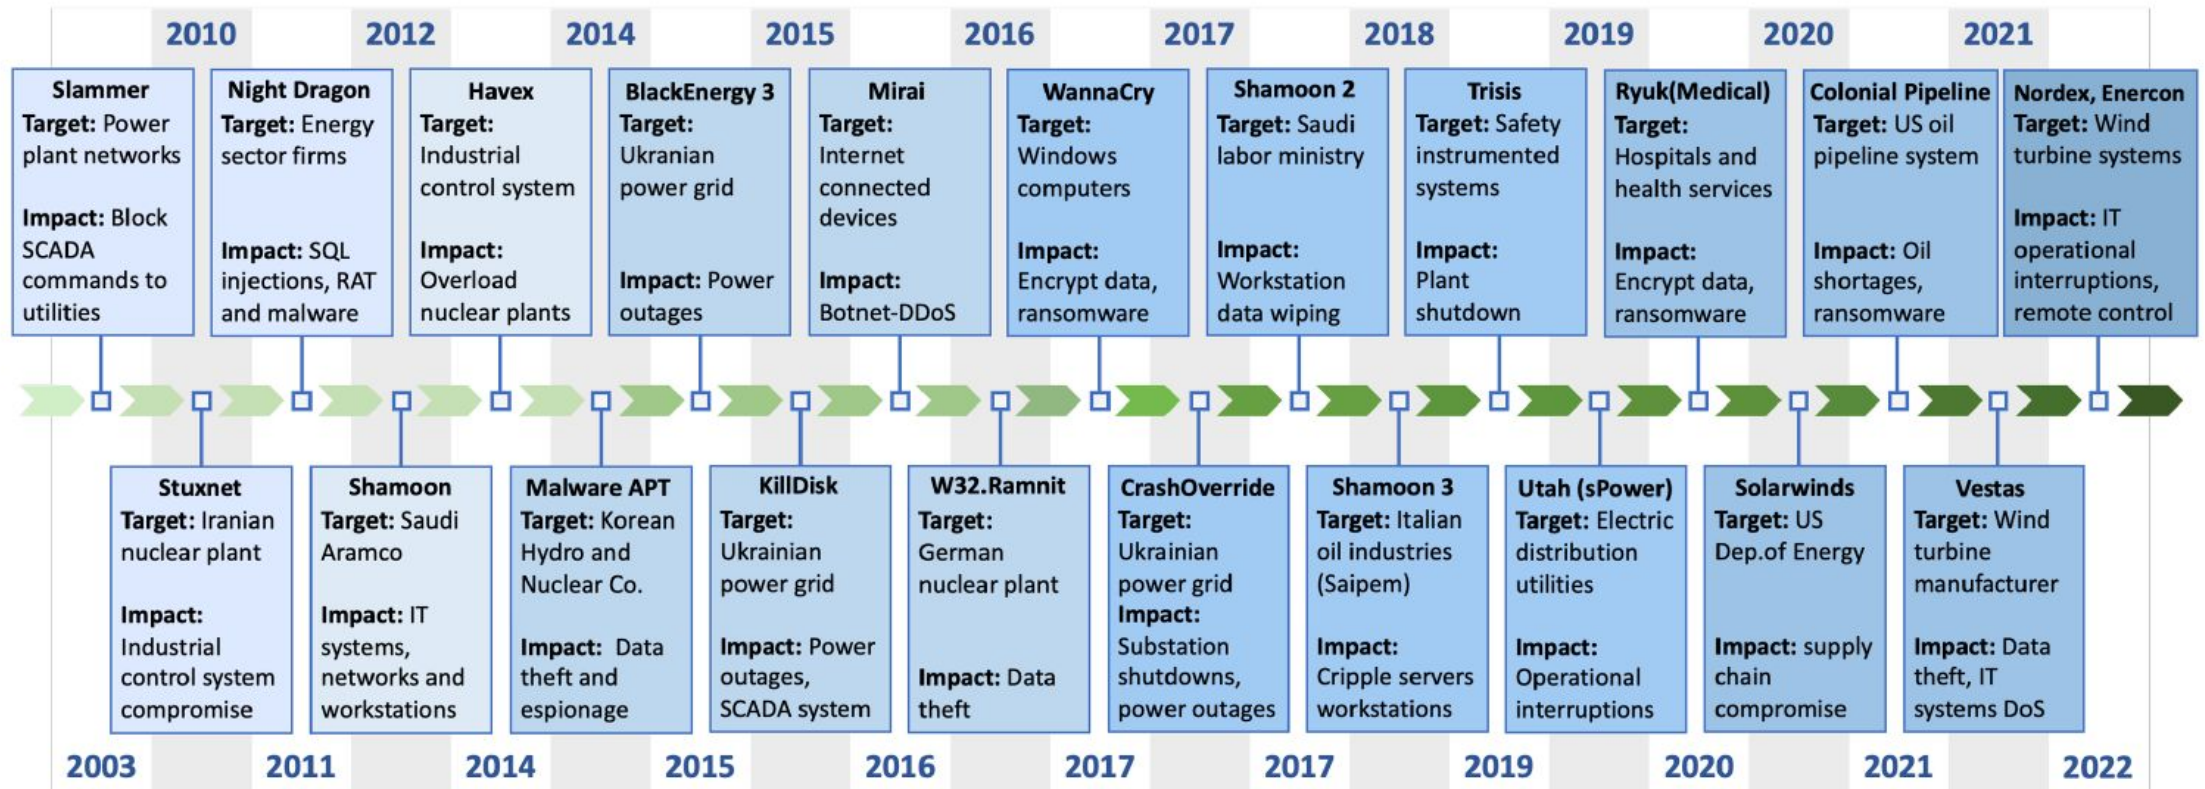 2010 2012 2014 2015 2016 2017 2018 2019 2020 2021
Slammer
Target: Power
plant networks
Impact: Block
SCADA
commands to
utilities
Night Dragon
Target: Energy
sector firms
Impact: SQL
injections, RAT
and malware
Havex
Target:
Industrial
control system
Impact:
Overload
nuclear plants
BlackEnergy 3
Target:
Ukranian
power grid
Impact: Power
outages
Mirai
Target:
Internet
connected
devices
Impact:
Botnet-DDoS
WannaCry
Target:
Windows
computers
Impact:
Encrypt data,
ransomware
Shamoon 2
Target: Saudi
labor ministry
Impact:
Workstation
data wiping
Trisis
Target: Safety
instrumented
systems
Impact:
Plant
shutdown
Ryuk(Medical)
Target:
Hospitals and
health services
Impact:
Encrypt data,
ransomware
Colonial Pipeline
Target: US oil
pipeline system
Impact: Oil
shortages,
ransomware
Nordex, Enercon
Target: Wind
turbine systems
Impact: IT
operational
interruptions,
remote control
Stuxnet
Target: Iranian
nuclear plant
Impact:
Industrial
control system
compromise
Shamoon
Target: Saudi
Aramco
Impact: IT
systems,
networks and
workstations
Malware APT
Target: Korean
Hydro and
Nuclear Co.
Impact: Data
theft and
espionage
KillDisk
Target:
Ukrainian
power grid
Impact: Power
outages,
SCADA system
W32.Ramnit
Target:
German
nuclear plant
Impact: Data
theft
CrashOverride
Target:
Ukrainian
power grid
Impact:
Substation
shutdowns,
power outages
Shamoon 3
Target: Italian
oil industries
(Saipem)
Impact:
Cripple servers
workstations
Utah (sPower)
Target: Electric
distribution
utilities
Impact:
Operational
interruptions
Solarwinds
Target: US
Dep.of Energy
Impact: supply
chain
compromise
Vestas
Target: Wind
turbine
manufacturer
Impact: Data
theft, IT
systems DoS
2003 2011 2014 2015 2016 2017 2017 2019 2020 2021 2022